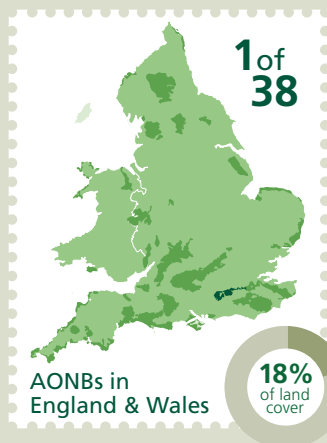 1of
38
AONBs in
England & Wales
18%
of land
cover